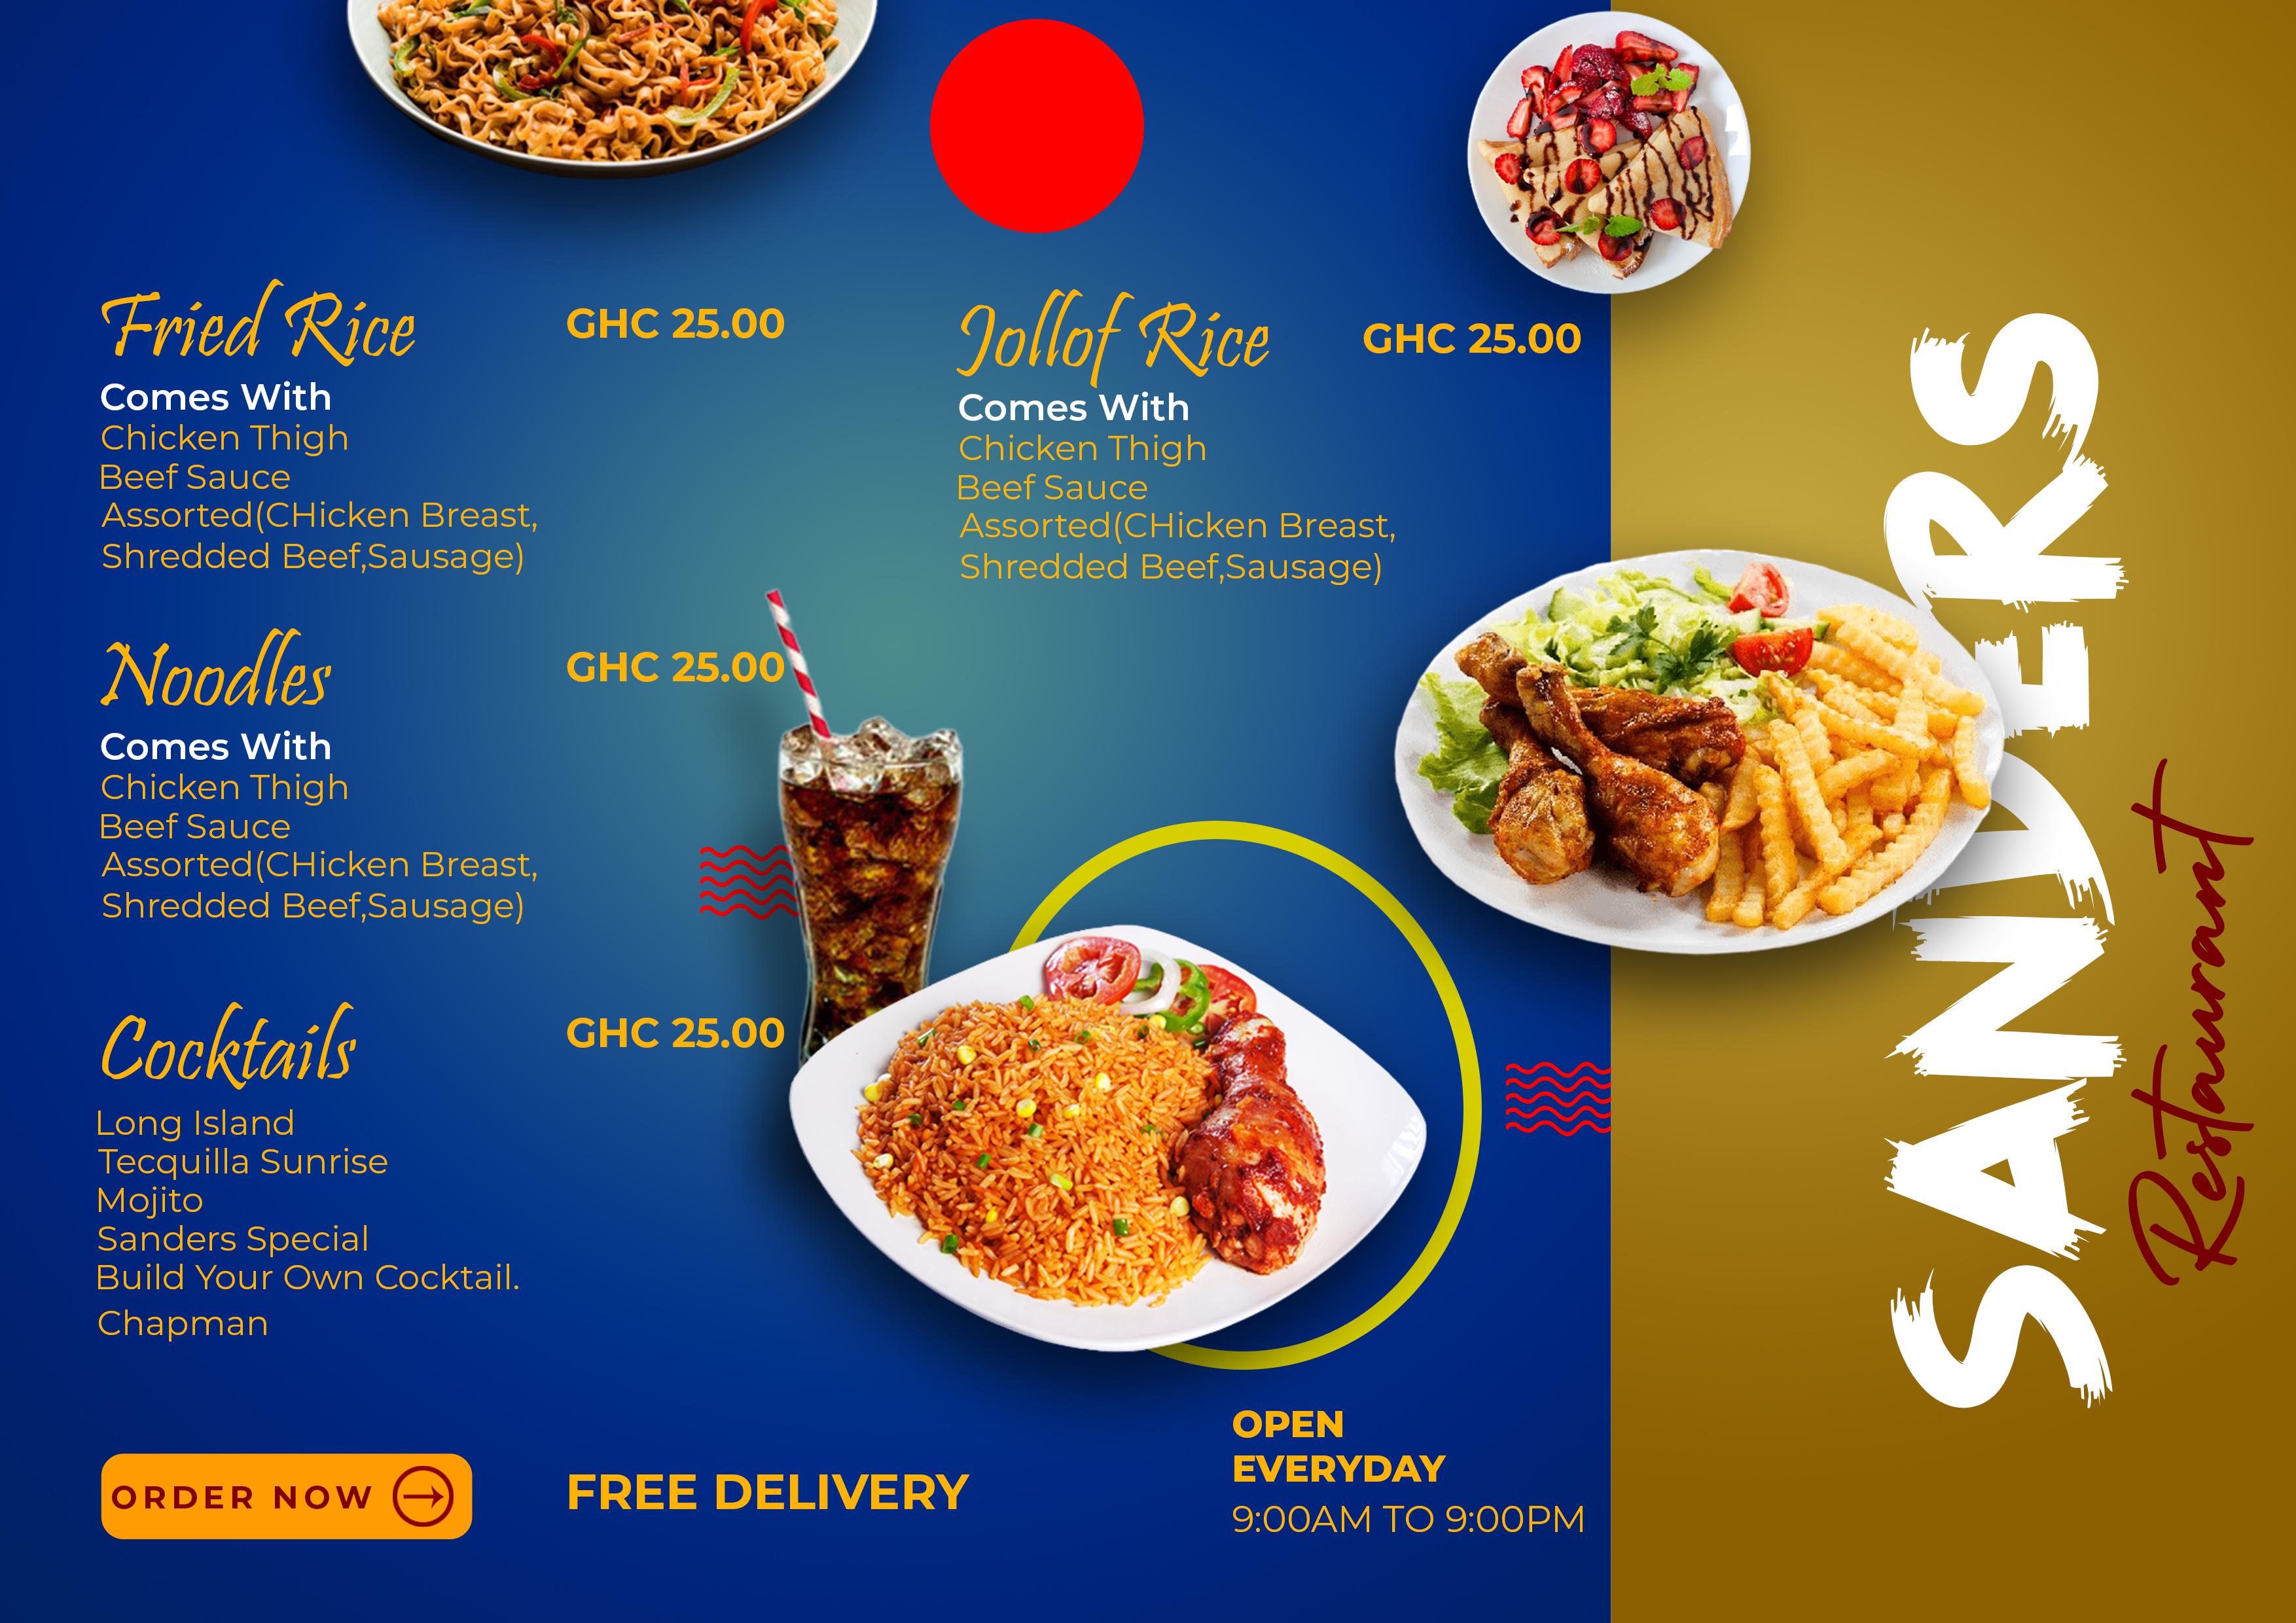 Fried Rice
GHC 25.00
Comes With
Chicken Thigh
Beef Sauce
Assorted(CHicken Breast,
Shredded Beef,Sausage)
Noodles
GHC 25.00
Comes With
Chicken Thigh
Beef Sauce
Assorted(CHicken Breast,
Shredded Beef,Sausage)
Cocktails
GHC 25.00
Long Island
Tecquilla Sunrise
Mojito
Sanders Special
Build Your Own Cocktail.
Chapman
Jollof Rice
GHC 25.00
Comes With
Chicken Thigh
Beef Sauce
Assorted(CHicken Breast,
Shredded Beef,Sausage)
ORDER NOW
FREE DELIVERY
OPEN
EVERYDAY
9:00AM TO 9:00PM
SANDERS
Restaurant